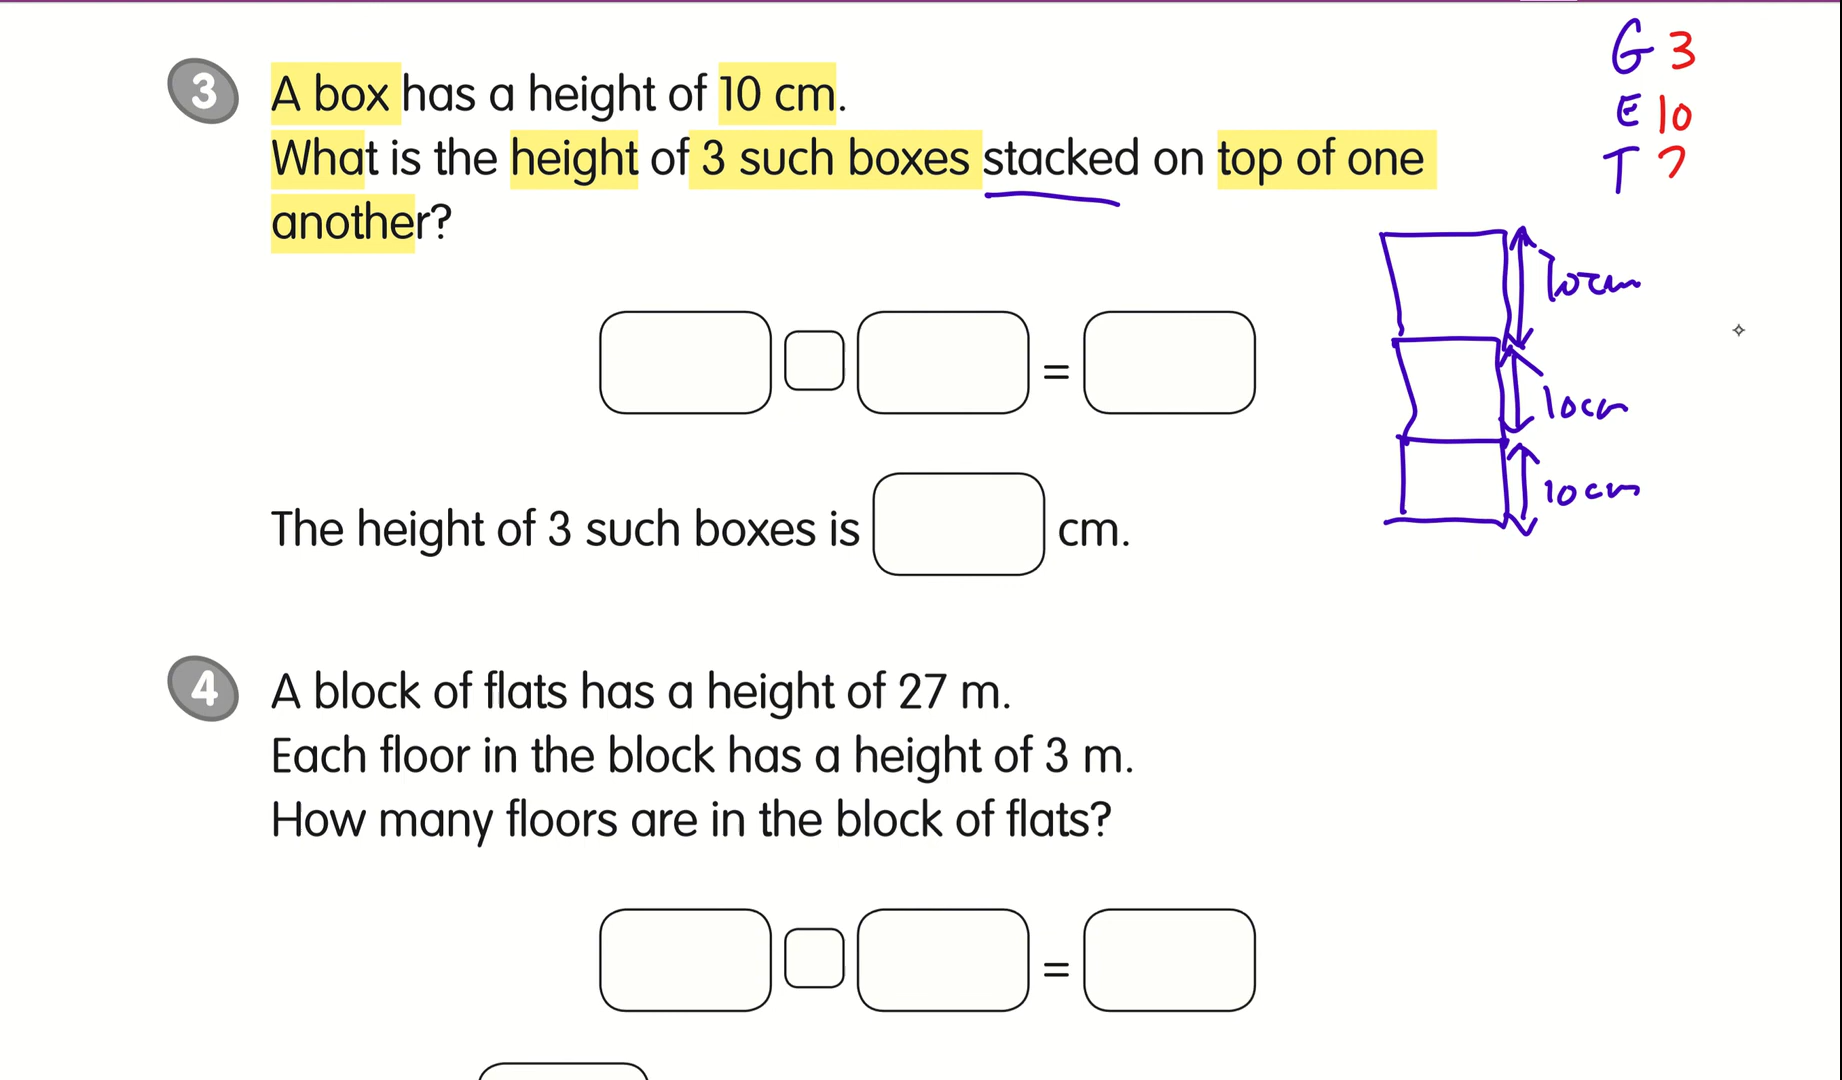 3 A box has a height of 10 cm.
What is the height of 3 such boxes stacked on top of one
another?
=
The height of 3 such boxes is cm.
4 A block of flats has a height of 27 m.
Each floor in the block has a height of 3 m.
How many floors are in the block of flats?
=
G 3
E 10
T ?
10cm
10cm
10cm